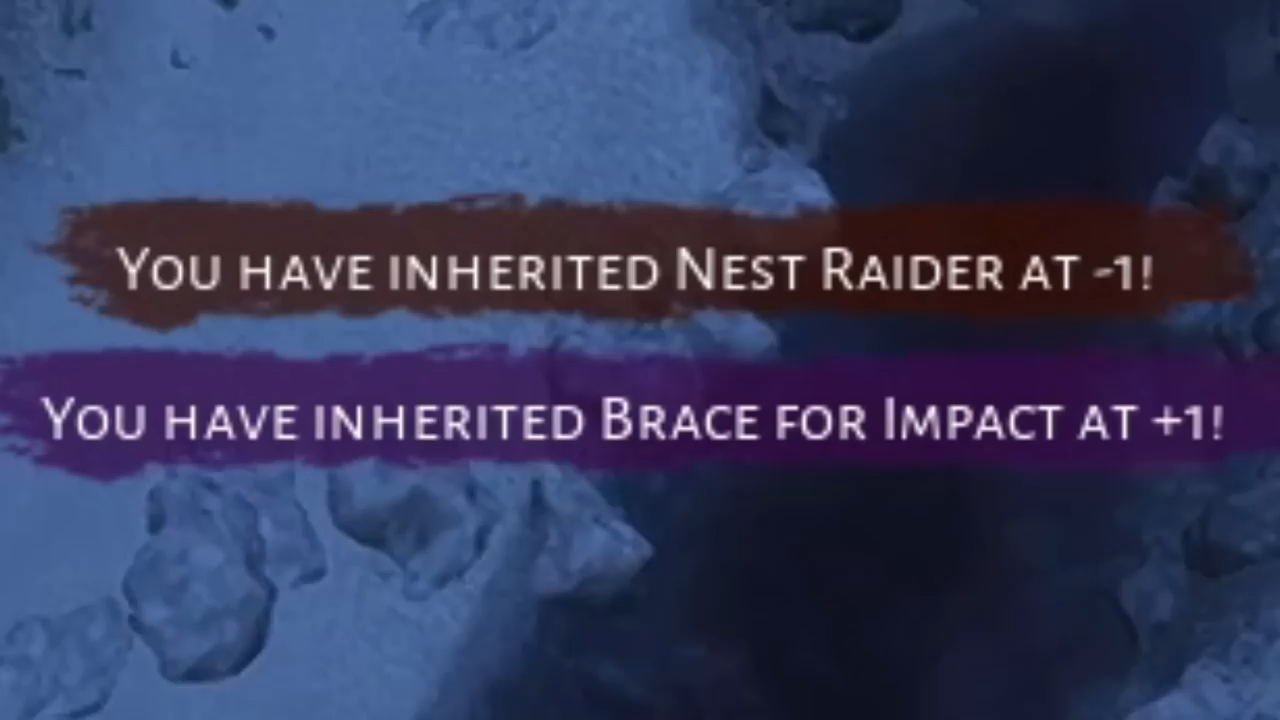 You have inherited Nest Raider at -1!
You have inherited Brace for Impact at +1!